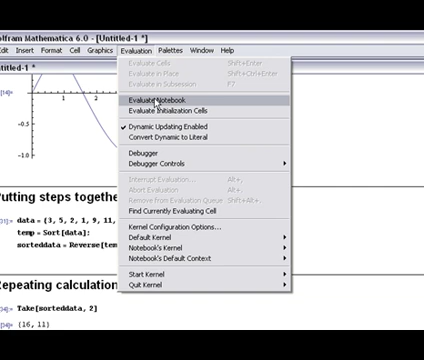 olfram Mathematica 6.0 - [Untitled-1 *]
Edit Insert Format Cell Graphics Evaluation Palettes Window Help
ntitled-1 *
Evaluate Cells Shift+Enter
Evaluate in Place Shift+Ctrl+Enter
Evaluate in Subsession F7
Evaluate Notebook
Evaluate Initialization Cells
Dynamic Updating Enabled
Convert Dynamic to Literal
Debugger
Debugger Controls
Interrupt Evaluation... Alt+,
Abort Evaluation Alt+.
Remove from Evaluation Queue Shift+Alt+.
Find Currently Evaluating Cell
Kernel Configuration Options...
Default Kernel
Notebook's Kernel
Notebook's Default Context
Start Kernel
Quit Kernel
1 2
-0.5
-1.0
Putting steps togethe
data = {3, 5, 2, 1, 9, 11,
temp = Sort[data];
sorteddata = Reverse[tem
Repeating calculation
Take[sorteddata, 2]
{16, 11}